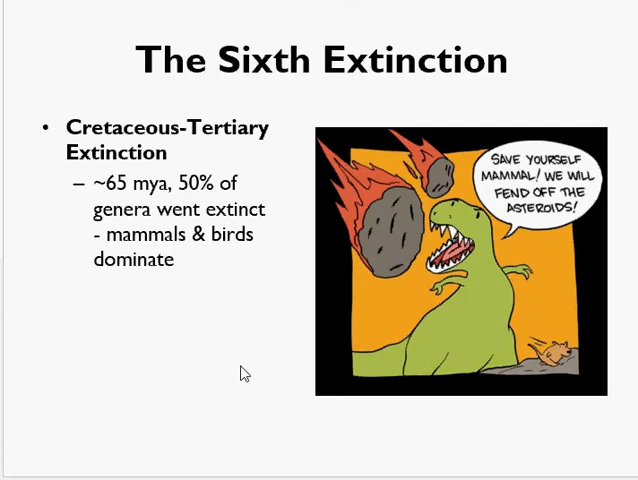 The Sixth Extinction
• Cretaceous-Tertiary
Extinction
– ~65 mya, 50% of
genera went extinct
- mammals & birds
dominate
SAVE YOURSELF
MAMMAL! WE WILL
FEND OFF THE
ASTEROIDS!